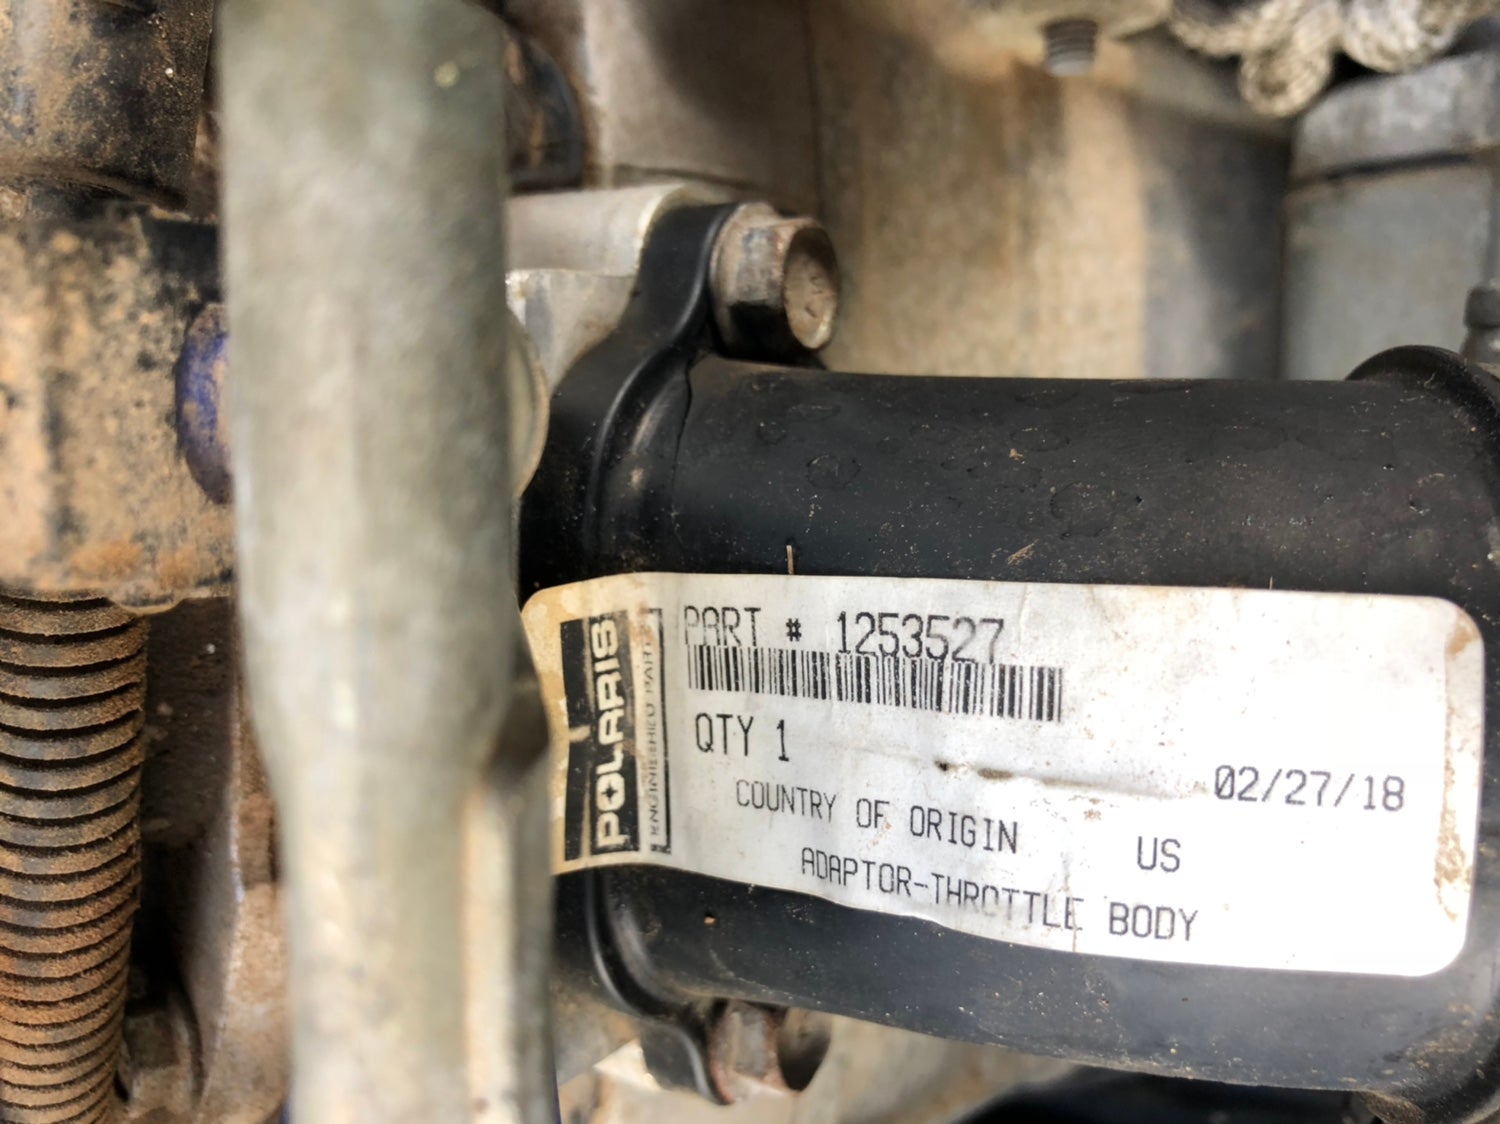 POLARIS
ENGINEERED PARTS
PART # 1253527
QTY 1
02/27/18
COUNTRY OF ORIGIN US
ADAPTOR-THROTTLE BODY